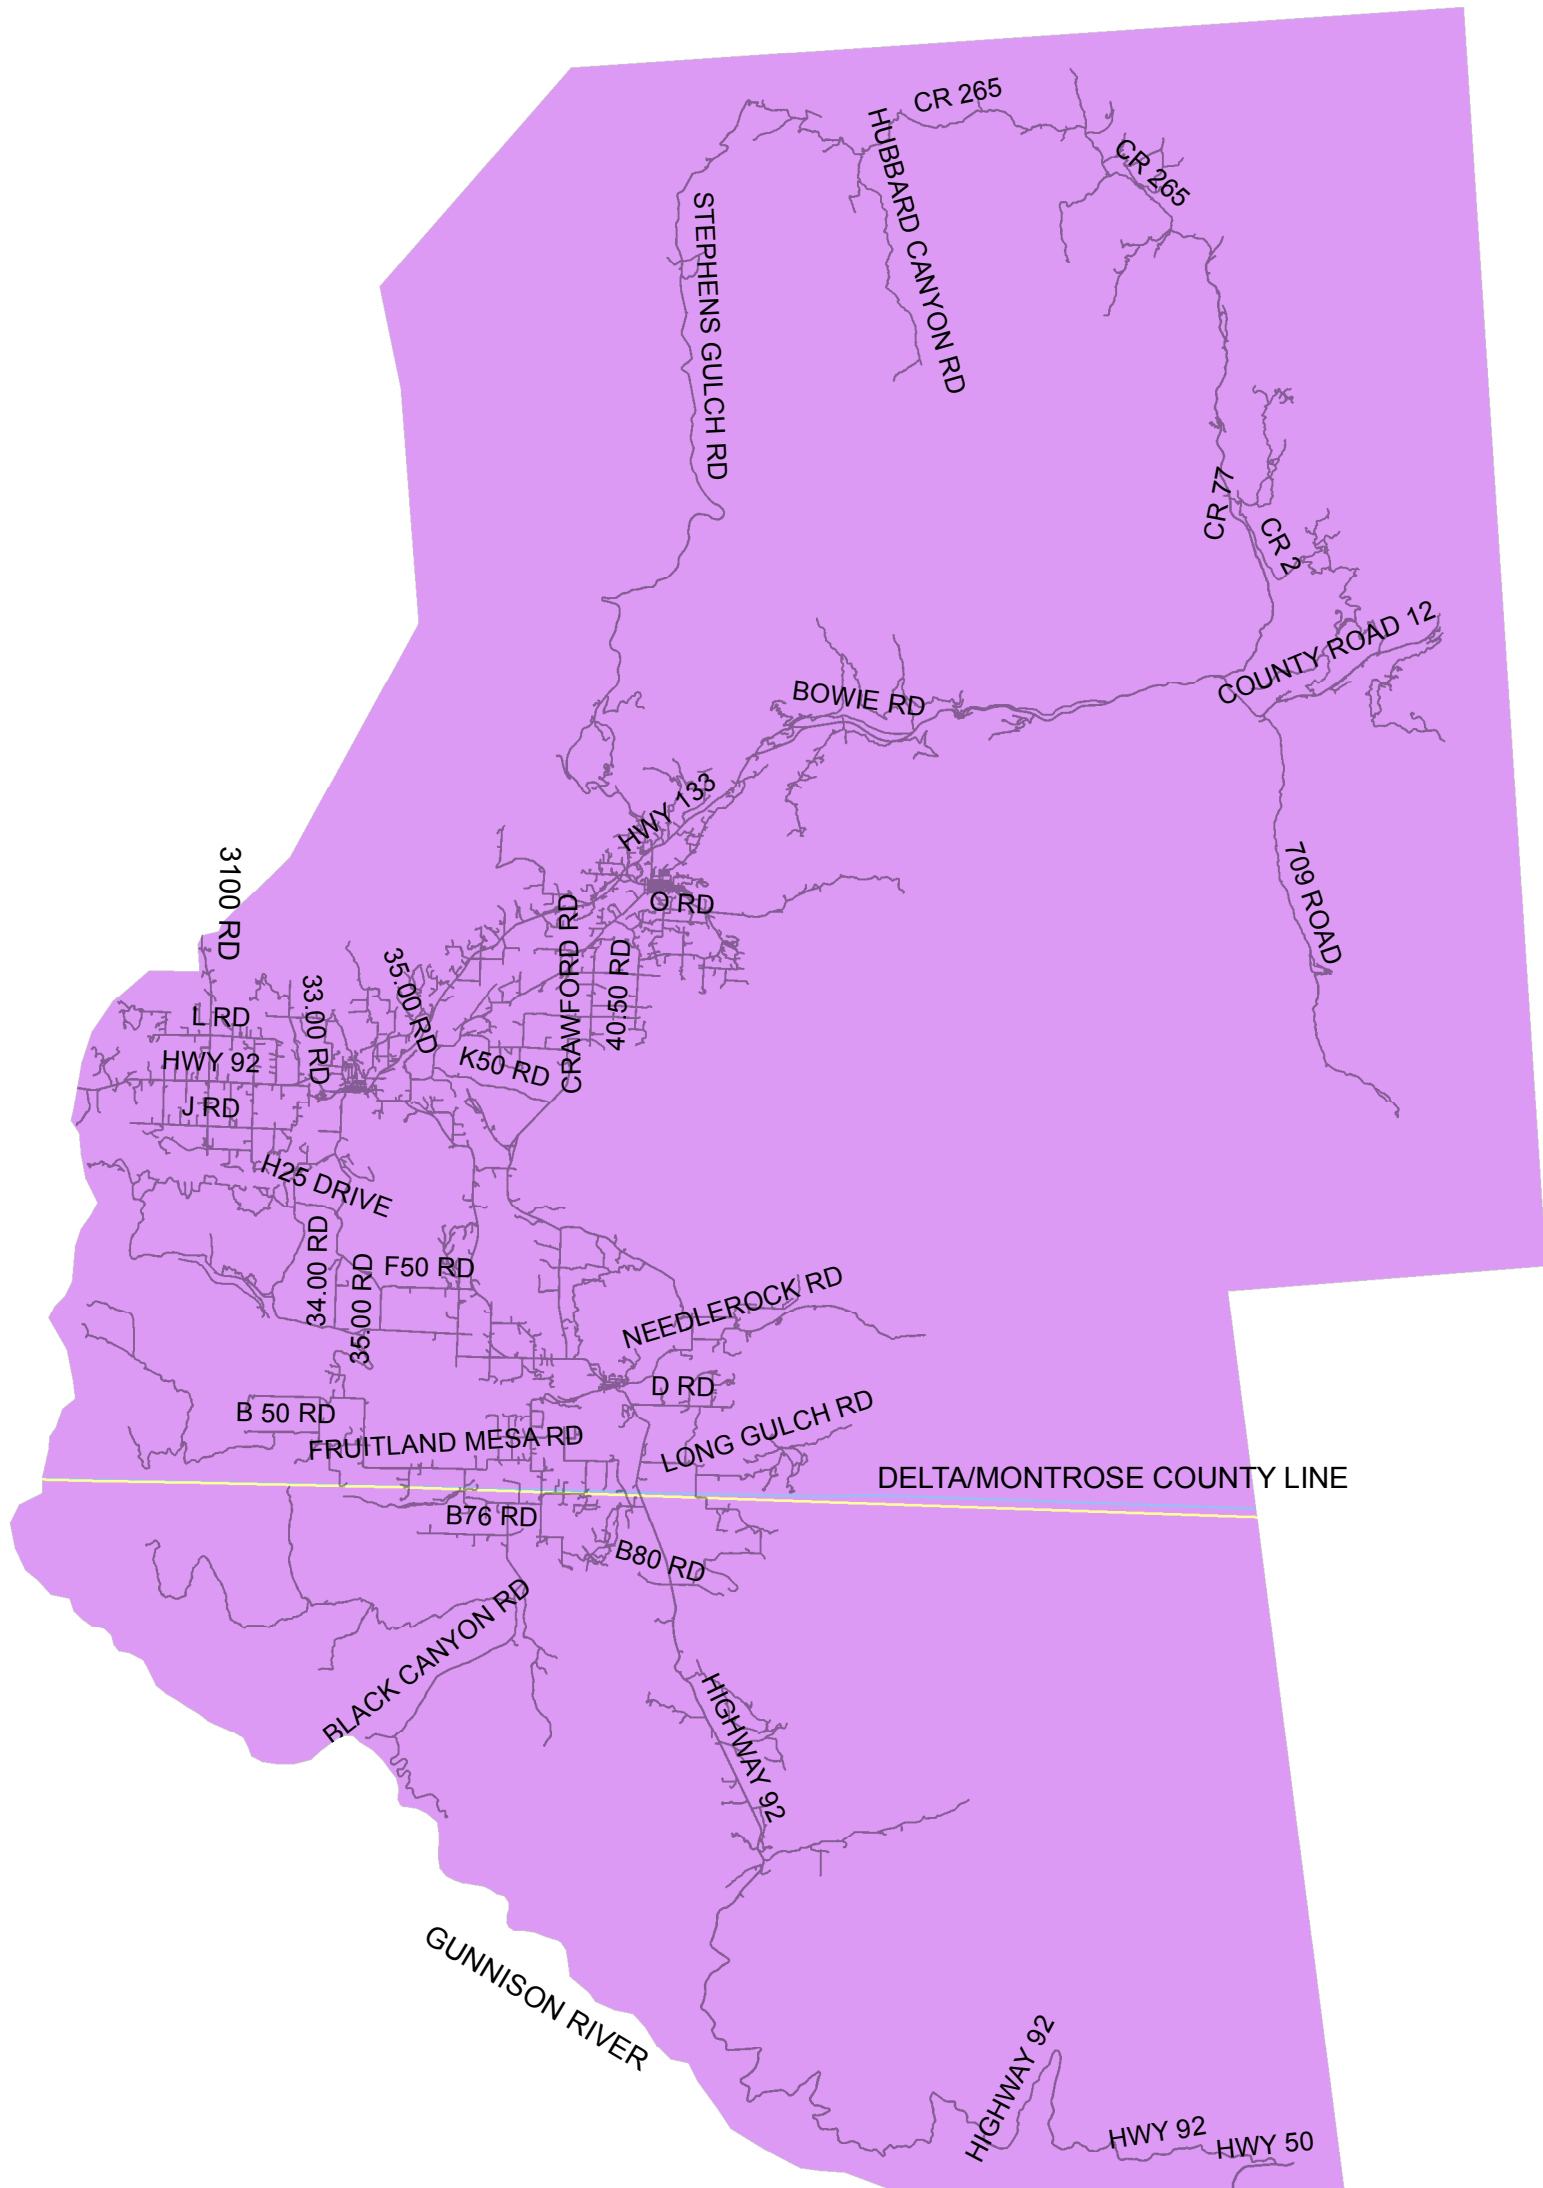 CR 265
HUBBARD CANYON RD
CR 265
STEPHENS GULCH RD
CR 77
CR 2
COUNTY ROAD 12
BOWIE RD
HWY 133
709 ROAD
3100 RD
O RD
CRAWFORD RD
40.50 RD
35.00 RD
33.00 RD
L RD
HWY 92
K50 RD
J RD
H25 DRIVE
34.00 RD
35.00 RD
F50 RD
NEEDLEROCK RD
D RD
B 50 RD
FRUITLAND MESA RD
LONG GULCH RD
DELTA/MONTROSE COUNTY LINE
B76 RD
B80 RD
BLACK CANYON RD
HIGHWAY 92
GUNNISON RIVER
HIGHWAY 92
HWY 92
HWY 50